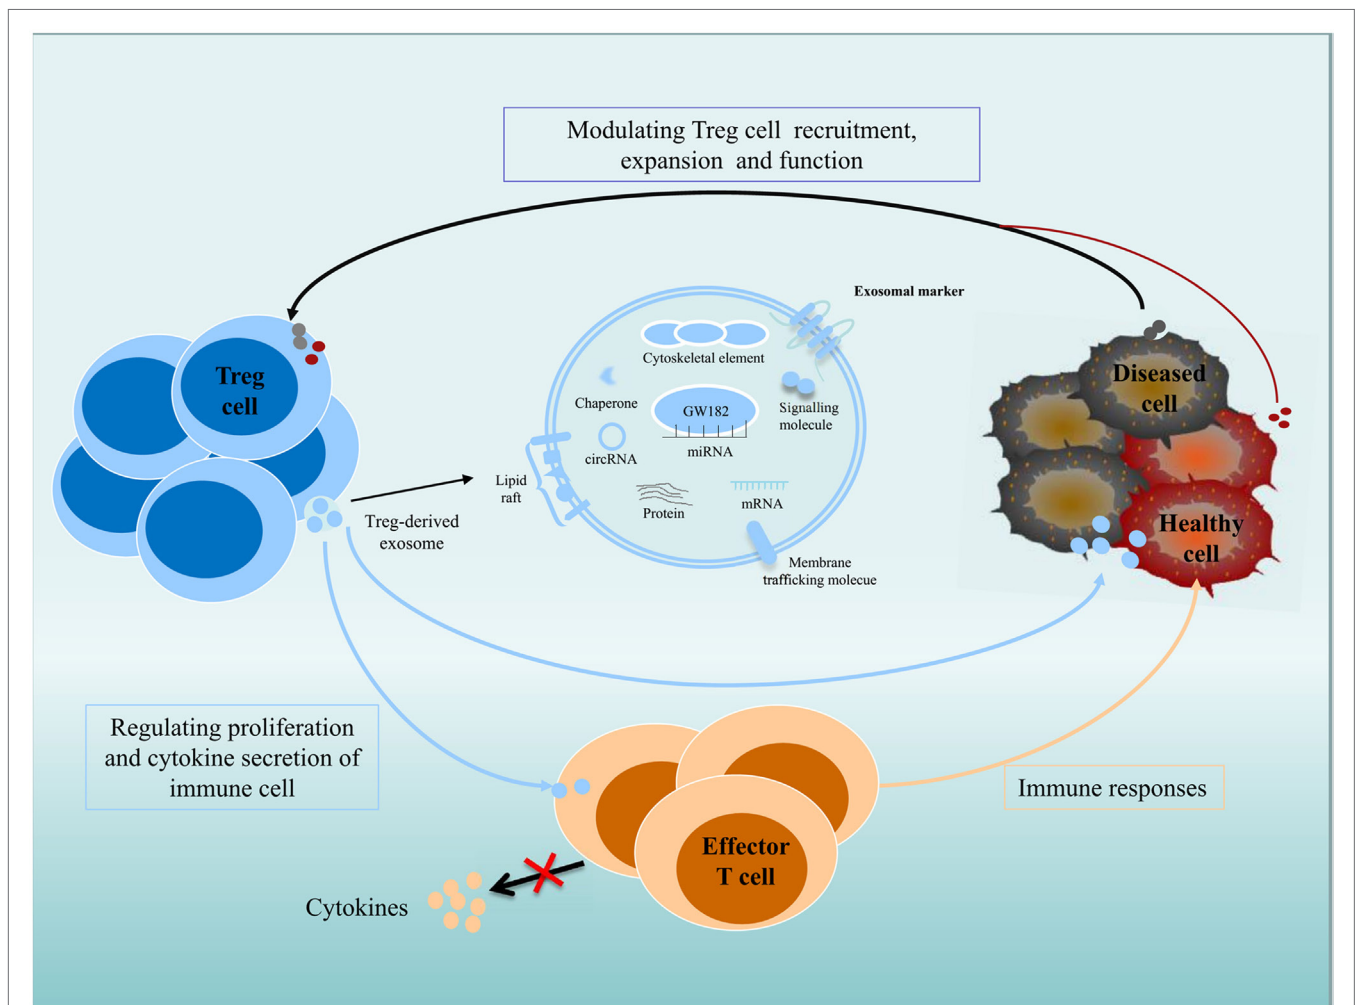 Modulating Treg cell recruitment,
expansion and function
Exosomal marker
Cytoskeletal element
Treg
cell
Diseased
cell
Chaperone
GW182
Signalling
molecule
miRNA
circRNA
Lipid
raft
mRNA
Protein
Treg-derived
exosome
Healthy
cell
Membrane
trafficking molecue
Regulating proliferation
and cytokine secretion of
immune cell
Immune responses
Effector
T cell
Cytokines